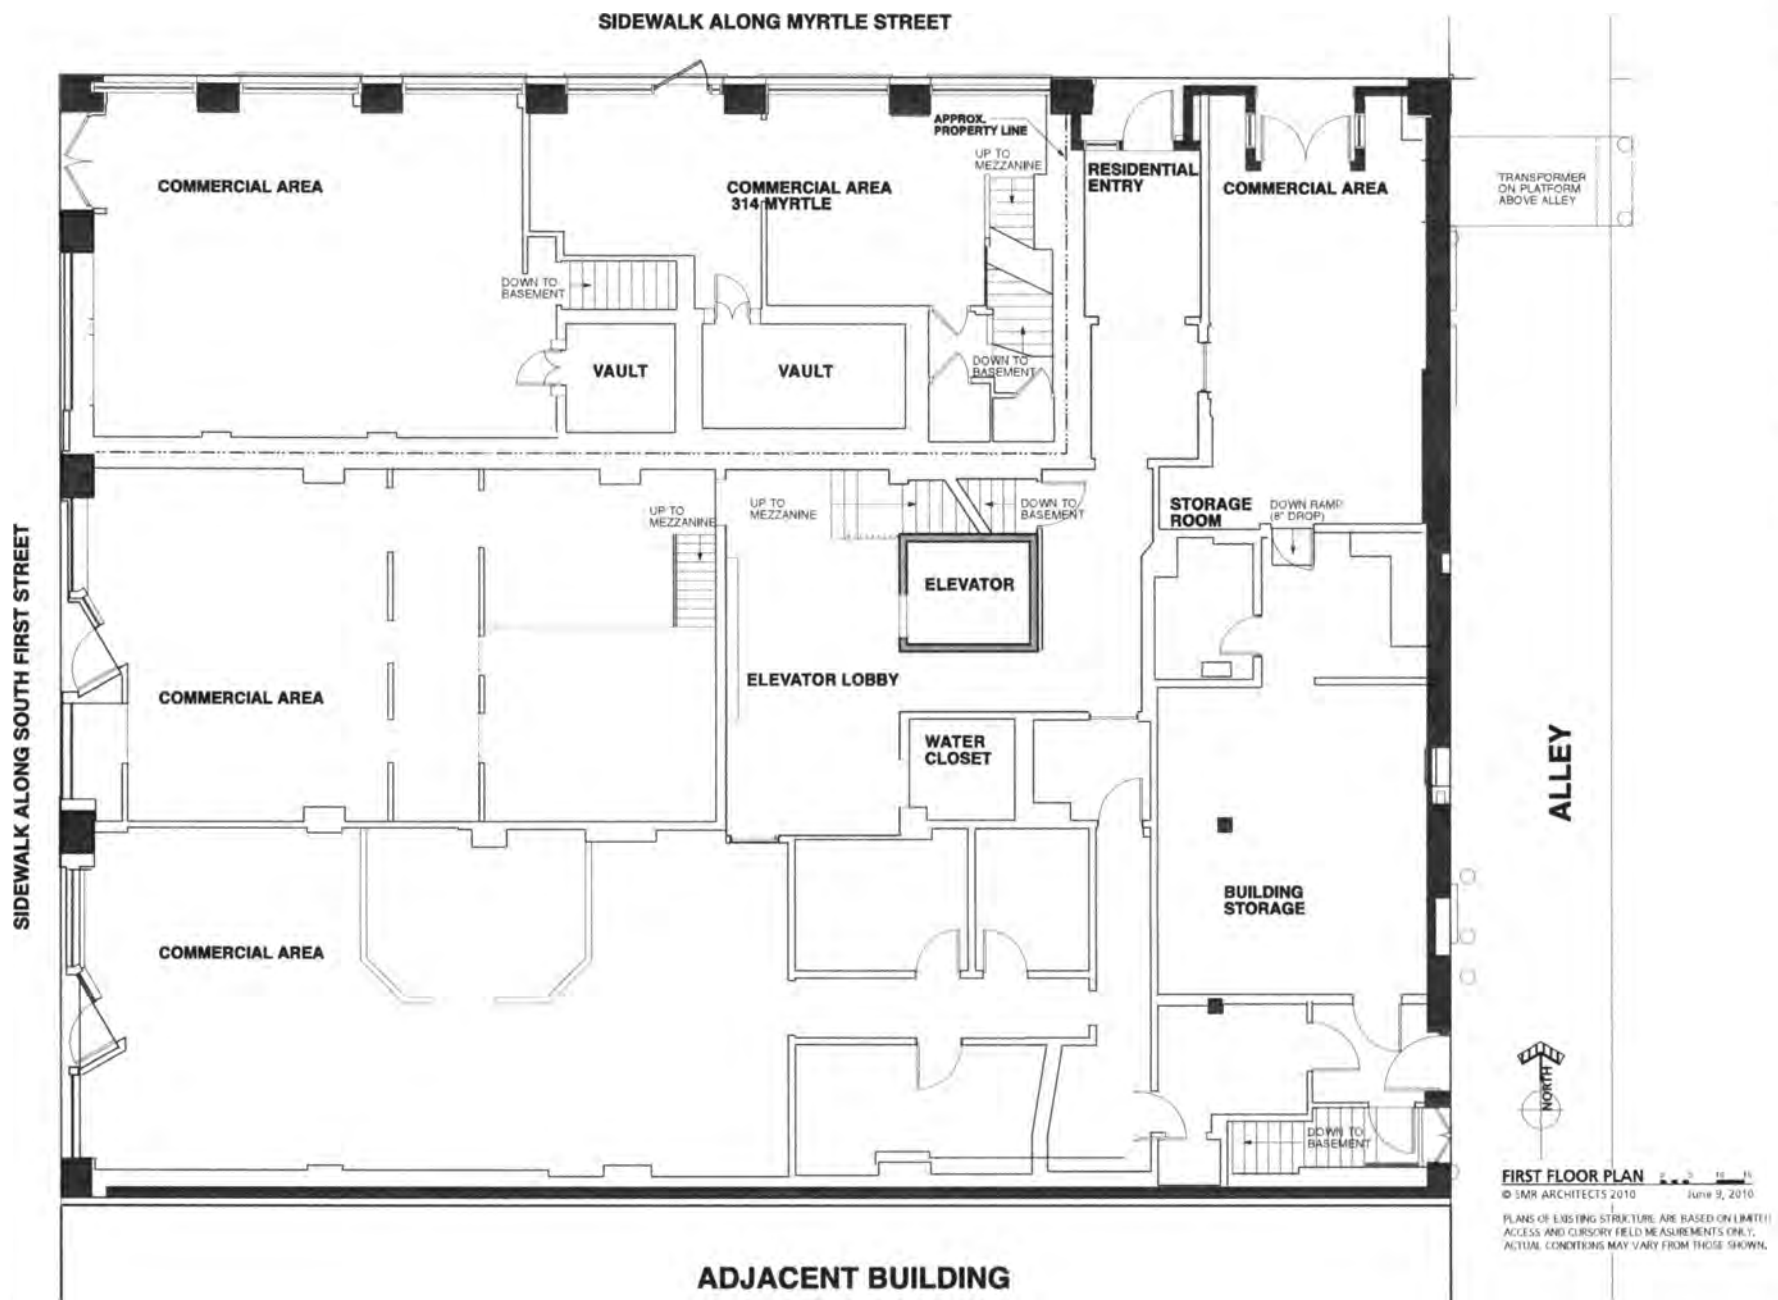 SIDEWALK ALONG MYRTLE STREET
APPROX.
PROPERTY LINE
UP TO
MEZZANINE
RESIDENTIAL
ENTRY
COMMERCIAL AREA
COMMERCIAL AREA
314 MYRTLE
COMMERCIAL AREA
TRANSPORMER
ON PLATFORM
ABOVE ALLEY
DOWN TO
BASEMENT
VAULT
VAULT
DOWN TO
BASEMENT
UP TO
MEZZANINE
UP TO
MEZZANINE
DOWN TO
BASEMENT
STORAGE
ROOM
DOWN RAMP
(8" DROP)
SIDEWALK ALONG SOUTH FIRST STREET
ELEVATOR
COMMERCIAL AREA
ELEVATOR LOBBY
WATER
CLOSET
ALLEY
BUILDING
STORAGE
COMMERCIAL AREA
NORTH
DOWN TO
BASEMENT
FIRST FLOOR PLAN
© SMR ARCHITECTS 2010 June 9, 2010
PLANS OF EXISTING STRUCTURE ARE BASED ON LIMITED
ACCESS AND CURSORY FIELD MEASUREMENTS ONLY.
ACTUAL CONDITIONS MAY VARY FROM THOSE SHOWN.
ADJACENT BUILDING